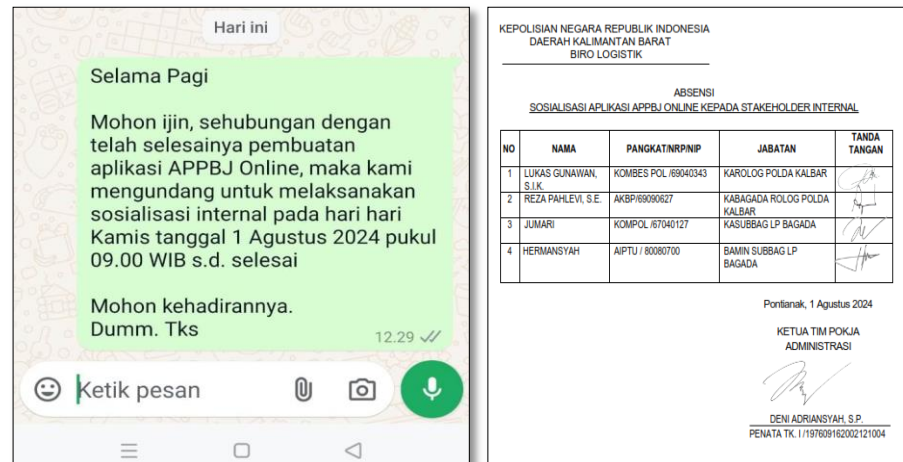 Hari ini
Selama Pagi
Mohon ijin, sehubungan dengan
telah selesainya pembuatan
aplikasi APPBJ Online, maka kami
mengundang untuk melaksanakan
sosialisasi internal pada hari hari
Kamis tanggal 1 Agustus 2024 pukul
09.00 WIB s.d. selesai
Mohon kehadirannya.
Dumm. Tks
12.29
Ketik pesan
KEPOLISIAN NEGARA REPUBLIK INDONESIA
DAERAH KALIMANTAN BARAT
BIRO LOGISTIK
ABSENSI
SOSIALISASI APLIKASI APPBJ ONLINE KEPADA STAKEHOLDER INTERNAL
NO NAMA PANGKAT/NRP/NIP JABATAN TANDA TANGAN
1 LUKAS GUNAWAN, S.I.K. KOMBES POL /69040343 KAROLOG POLDA KALBAR
2 REZA PAHLEVI, S.E. AKBP/69090627 KABAGADA ROLOG POLDA KALBAR
3 JUMARI KOMPOL /67040127 KASUBBAG LP BAGADA
4 HERMANSYAH AIPTU / 80080700 BAMIN SUBBAG LP BAGADA
Pontianak, 1 Agustus 2024
KETUA TIM POKJA
ADMINISTRASI
DENI ADRIANSYAH, S.P.
PENATA TK. I /197609162002121004